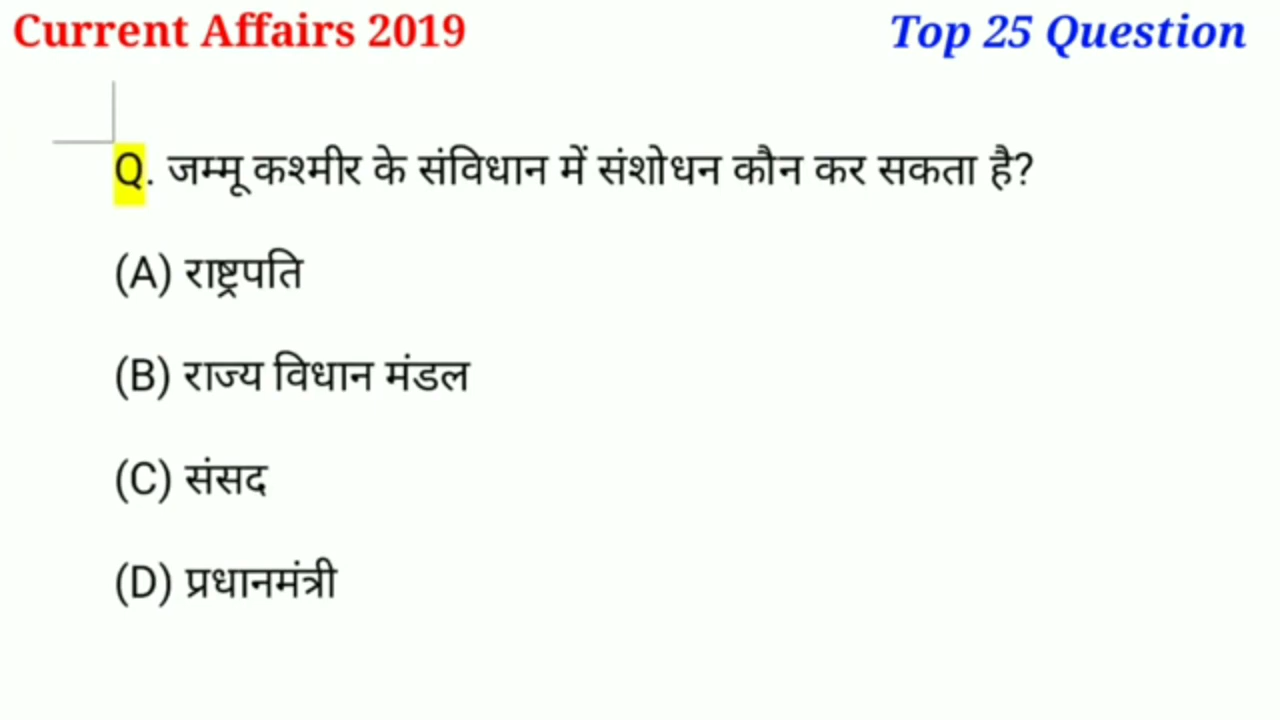 Current Affairs 2019
Top 25 Question
Q. जम्मू कश्मीर के संविधान में संशोधन कौन कर सकता है?
(A) राष्ट्रपति
(B) राज्य विधान मंडल
(C) संसद
(D) प्रधानमंत्री